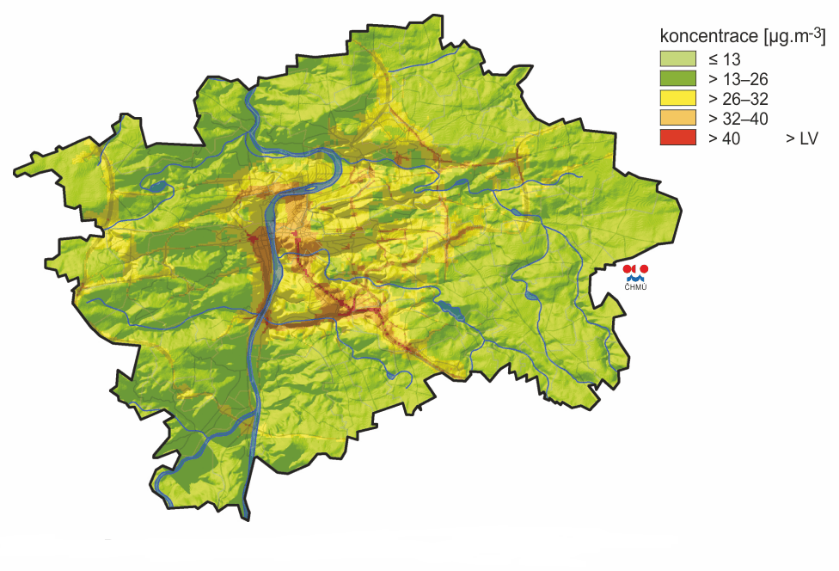 koncentrace [µg.m-3]
≤ 13
> 13–26
> 26–32
> 32–40
> 40 > LV
ČHMÚ